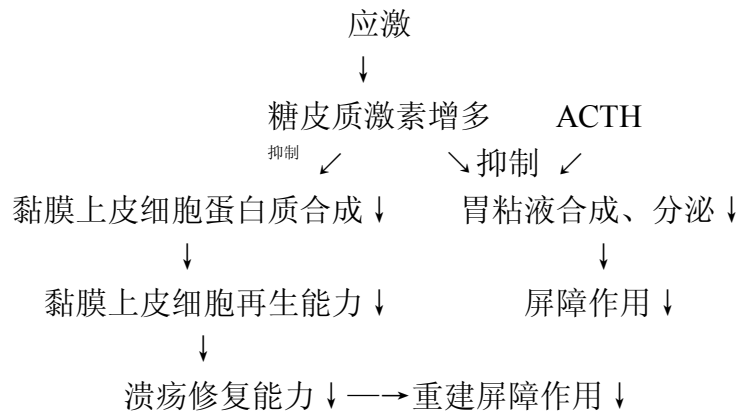 应激
↓
糖皮质激素增多 ACTH
抑制 ↙ ↘抑制 ↙
黏膜上皮细胞蛋白质合成↓ 胃粘液合成、分泌↓
↓ ↓
黏膜上皮细胞再生能力↓ 屏障作用↓
↓
溃疡修复能力↓—→重建屏障作用↓